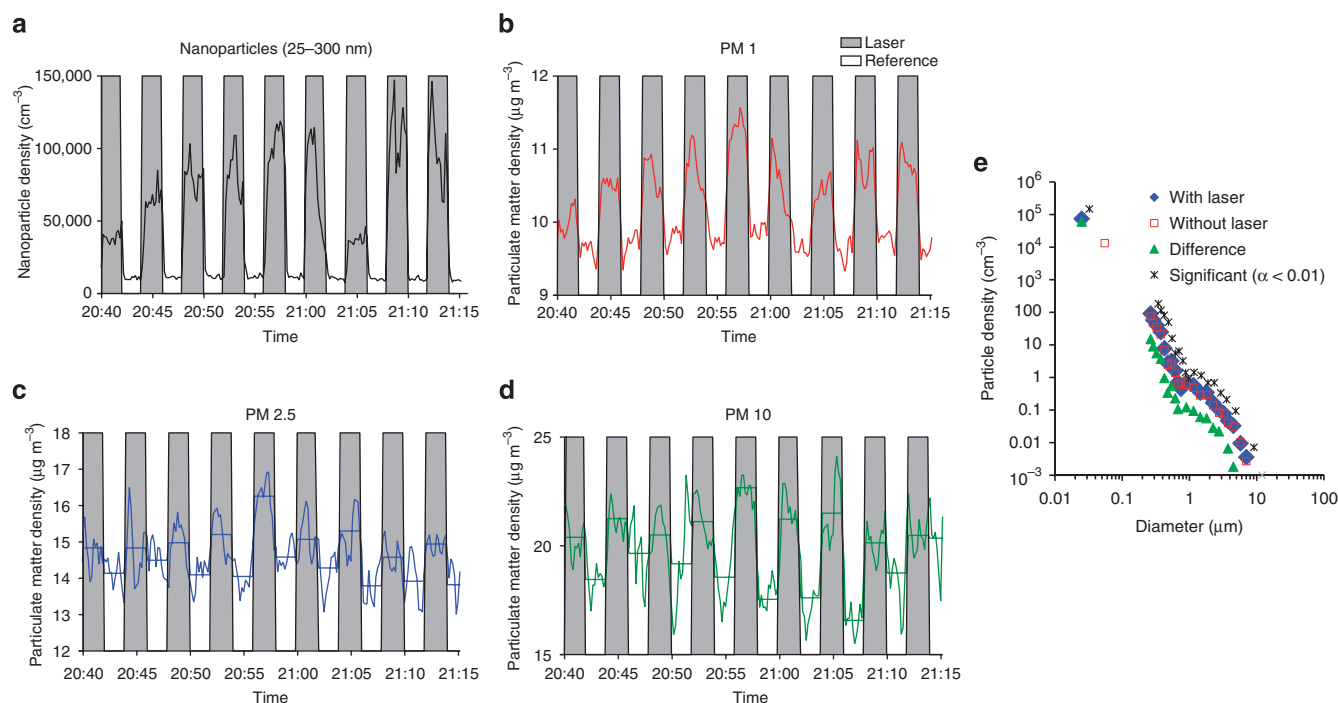 a
Nanoparticles (25–300 nm)
Nanoparticle density (cm⁻³)
150,000
100,000
50,000
0
20:40 20:45 20:50 20:55 21:00 21:05 21:10 21:15
Time
b
PM 1
Laser
Reference
Particulate matter density (µg m⁻³)
12
11
10
9
20:40 20:45 20:50 20:55 21:00 21:05 21:10 21:15
Time
c
PM 2.5
Particulate matter density (µg m⁻³)
18
17
16
15
14
13
12
20:40 20:45 20:50 20:55 21:00 21:05 21:10 21:15
Time
d
PM 10
Particulate matter density (µg m⁻³)
25
20
15
20:40 20:45 20:50 20:55 21:00 21:05 21:10 21:15
Time
e
Particle density (cm⁻³)
10⁶
10⁵
10⁴
10³
100
10
1
0.1
0.01
10⁻³
0.01 0.1 1 10 100
Diameter (µm)
With laser
Without laser
Difference
Significant (α < 0.01)